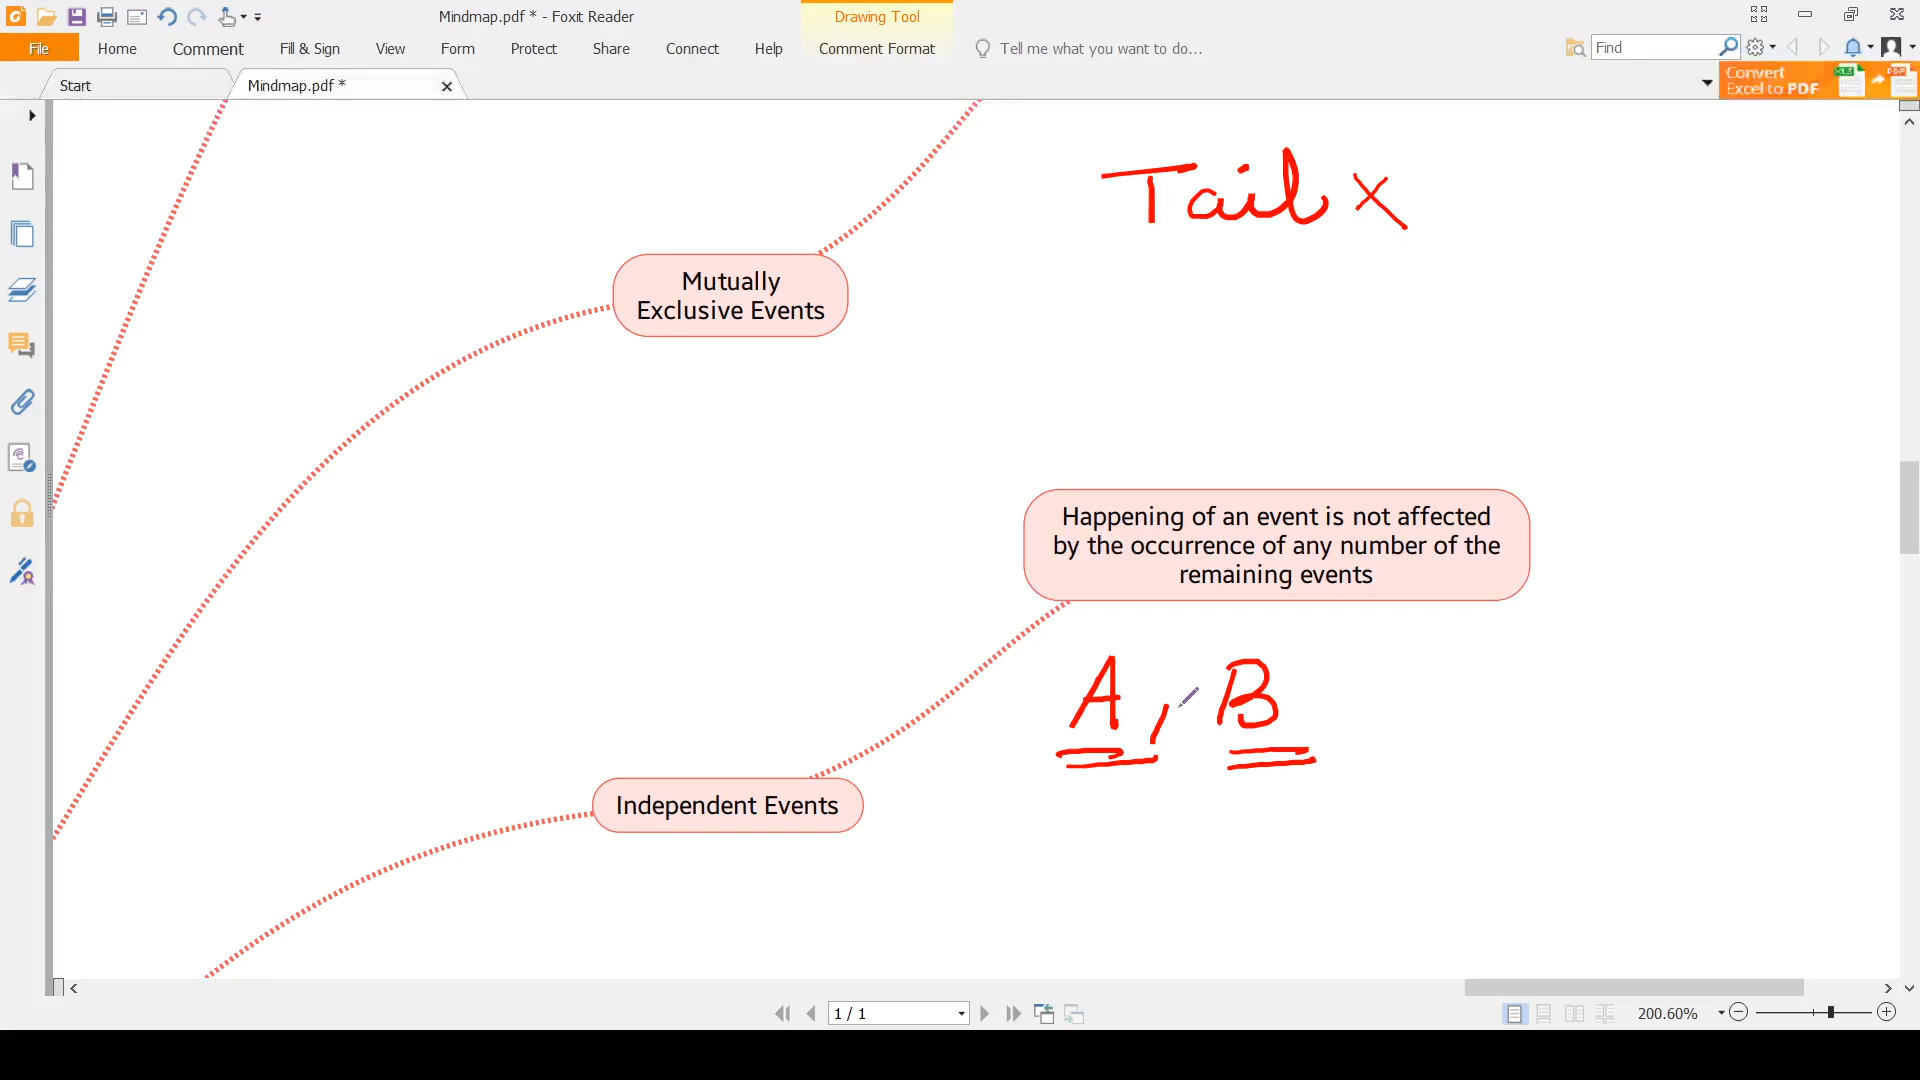 Mindmap.pdf * - Foxit Reader
Drawing Tool
File
Home
Comment
Fill & Sign
View
Form
Protect
Share
Connect
Help
Comment Format
Tell me what you want to do...
Find
Start
Mindmap.pdf *
Convert
Excel to PDF
Tail ×
Mutually
Exclusive Events
Happening of an event is not affected
by the occurrence of any number of the
remaining events
A , B
Independent Events
1 / 1
200.60%